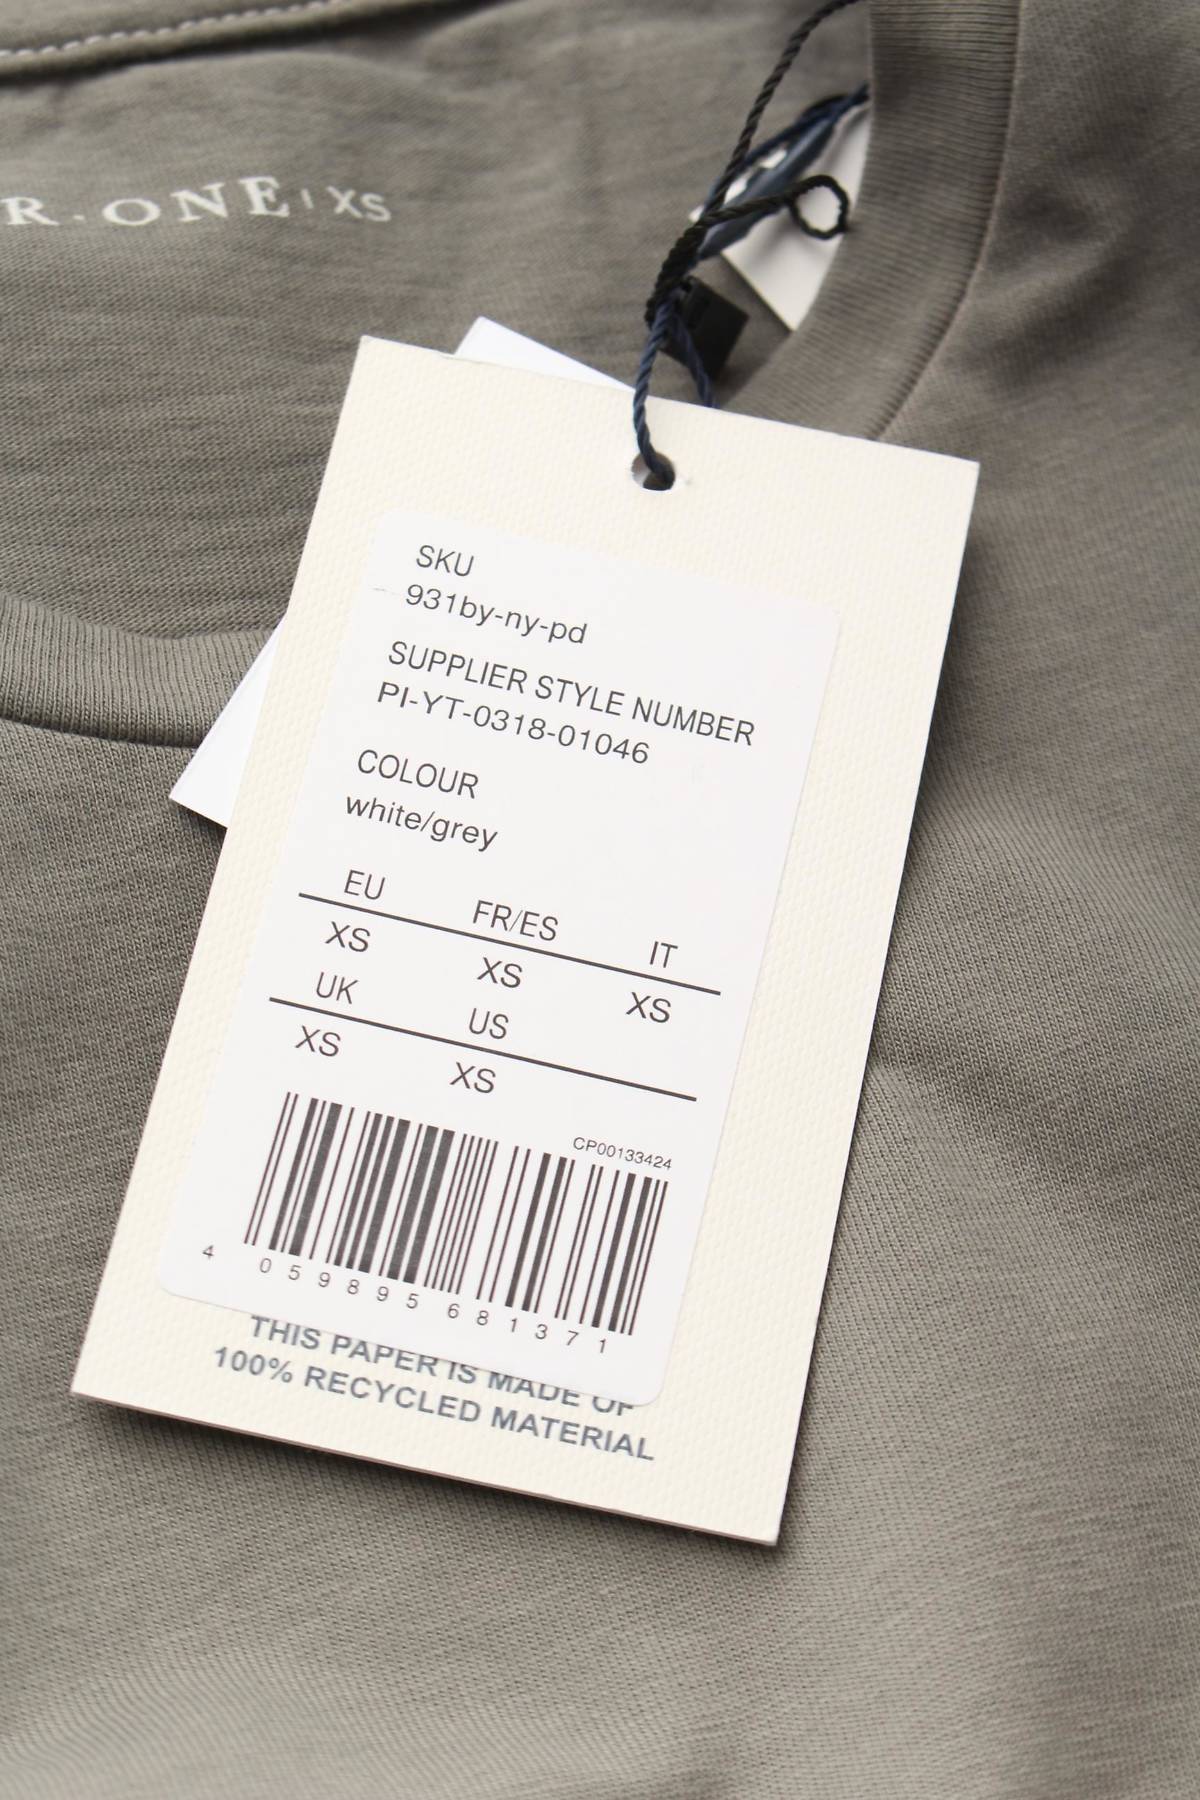 R · ONE | XS
SKU
931by-ny-pd
SUPPLIER STYLE NUMBER
PI-YT-0318-01046
COLOUR
white/grey
EU FR/ES IT
XS XS XS
UK US
XS XS
CP00133424
4 059895 681371
THIS PAPER IS MADE OF
100% RECYCLED MATERIAL